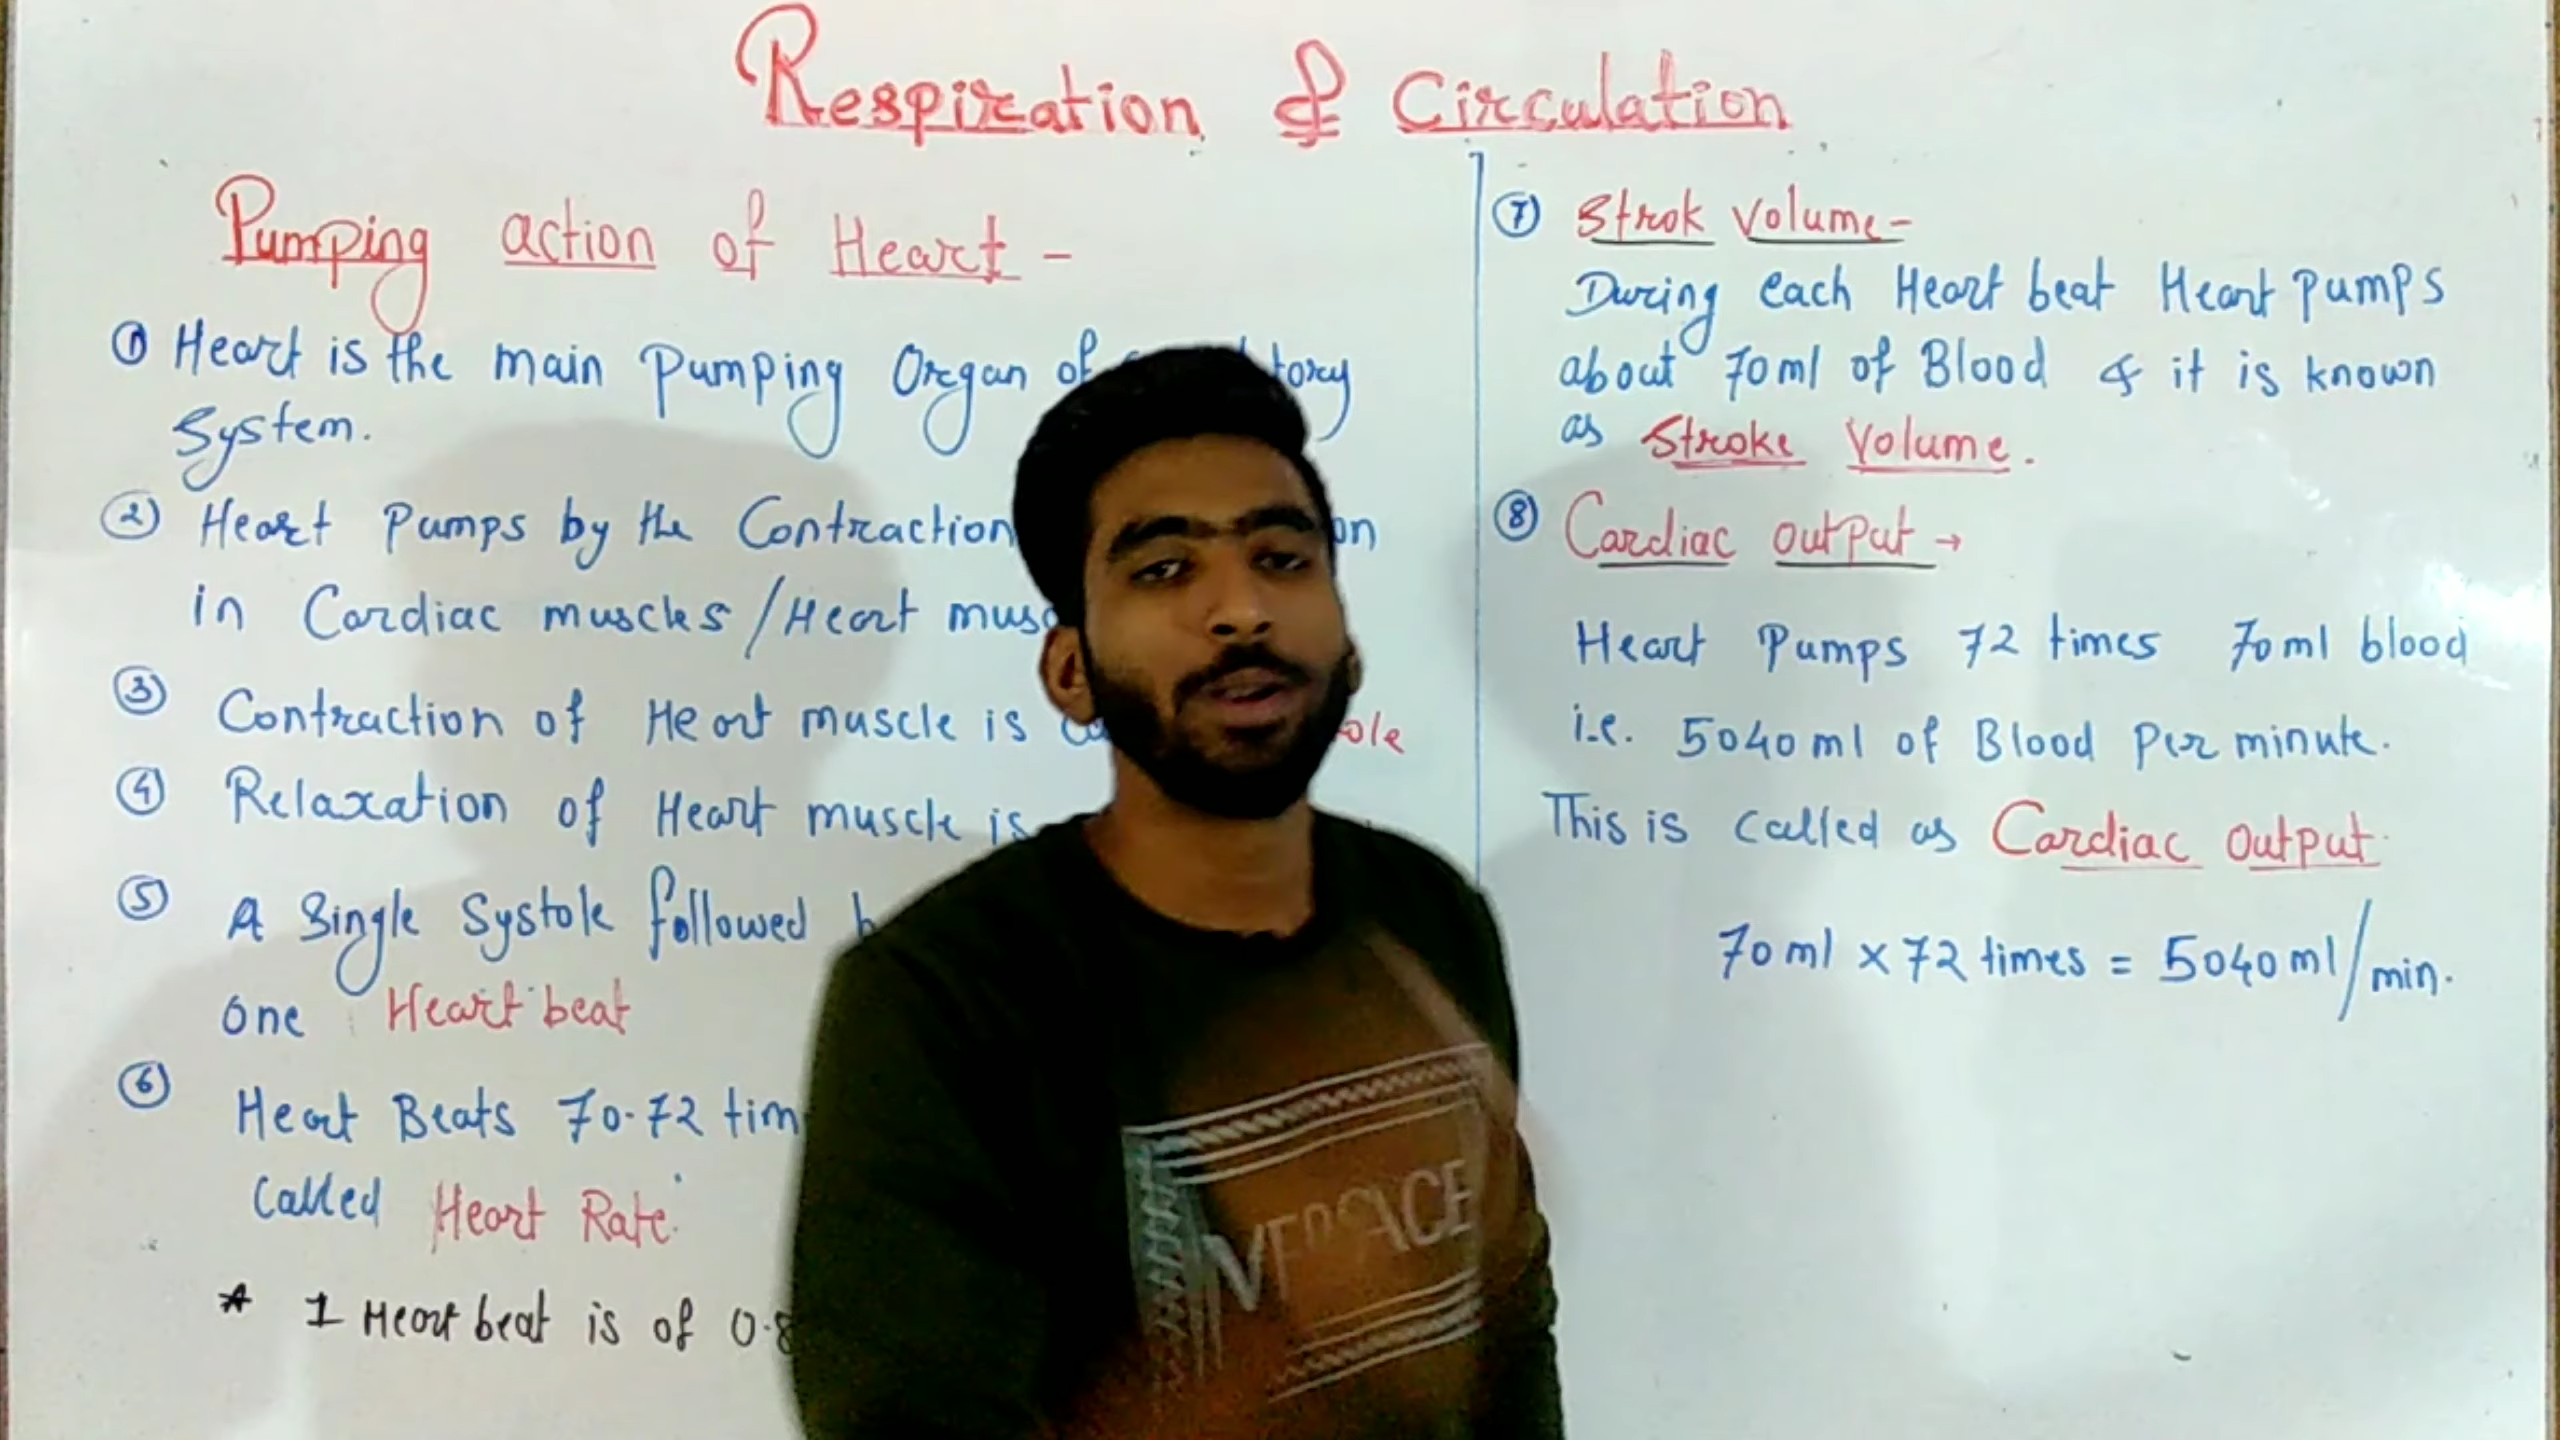 Respiration & Circulation
Pumping action of Heart -
① Heart is the main Pumping Organ of
System.
② Heart Pumps by the Contraction
in Cardiac muscles / Heart
③ Contraction of Heart muscle is
④ Relaxation of Heart muscle is
⑤ A Single Systole followed
one Heart beat
⑥ Heart Beats 70-72
Called Heart Rate.
* 1 Heart beat is of
⑦ Strok Volume-
During each Heart beat Heart Pumps
about 70ml of Blood & it is known
as Stroke Volume.
⑧ Cardiac output →
Heart Pumps 72 times 70ml blood
i.e. 5040ml of Blood Per minute.
This is called as Cardiac Output.
70ml x 72 times = 5040ml/min.
VERSACE